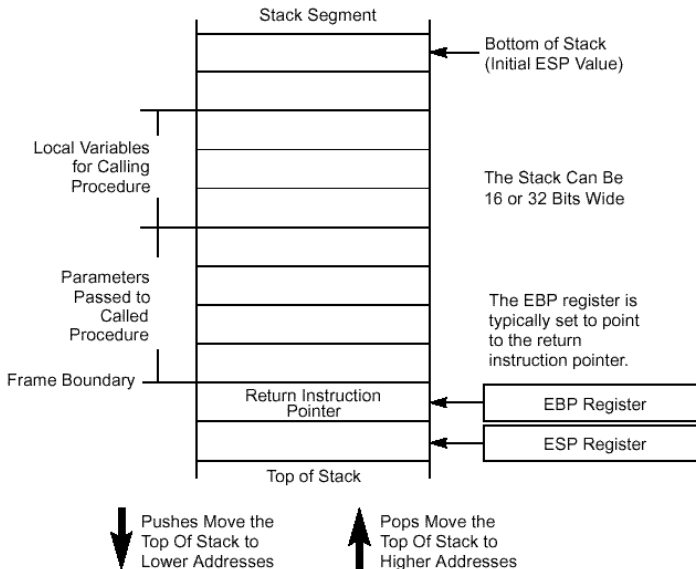 Stack Segment
Bottom of Stack
(Initial ESP Value)
Local Variables
for Calling
Procedure
The Stack Can Be
16 or 32 Bits Wide
Parameters
Passed to
Called
Procedure
The EBP register is
typically set to point
to the return
instruction pointer.
Frame Boundary
Return Instruction
Pointer
EBP Register
ESP Register
Top of Stack
Pushes Move the
Top Of Stack to
Lower Addresses
Pops Move the
Top Of Stack to
Higher Addresses